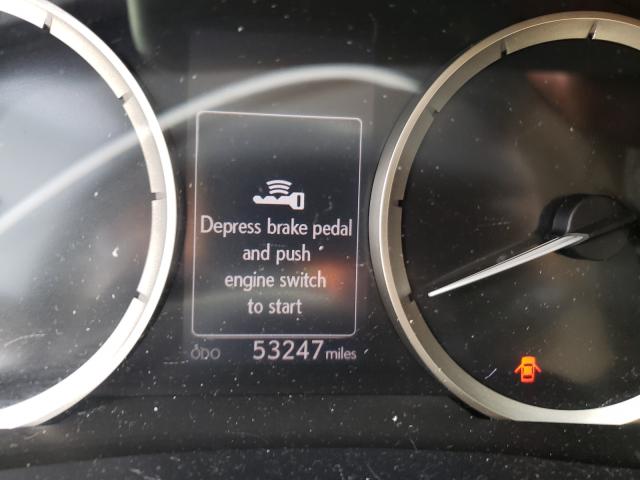 Depress brake pedal
and push
engine switch
to start
ODO 53247 miles